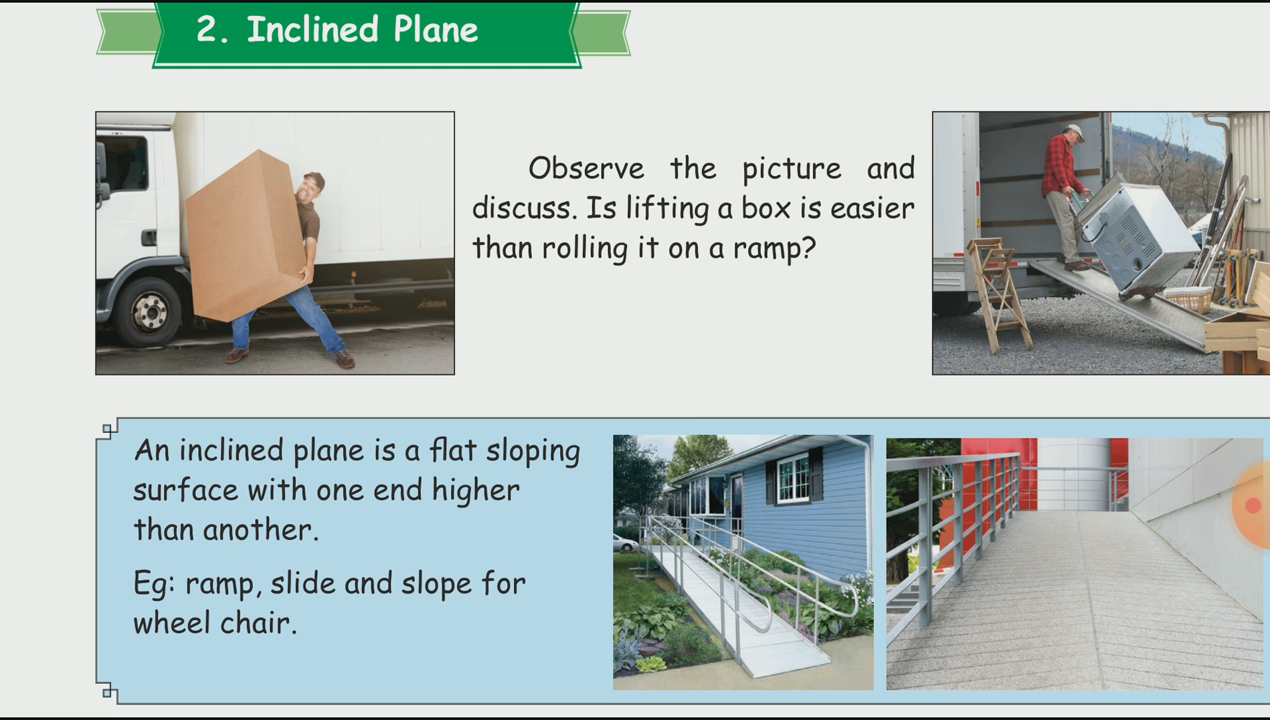 2. Inclined Plane
Observe the picture and
discuss. Is lifting a box is easier
than rolling it on a ramp?
An inclined plane is a flat sloping
surface with one end higher
than another.
Eg: ramp, slide and slope for
wheel chair.